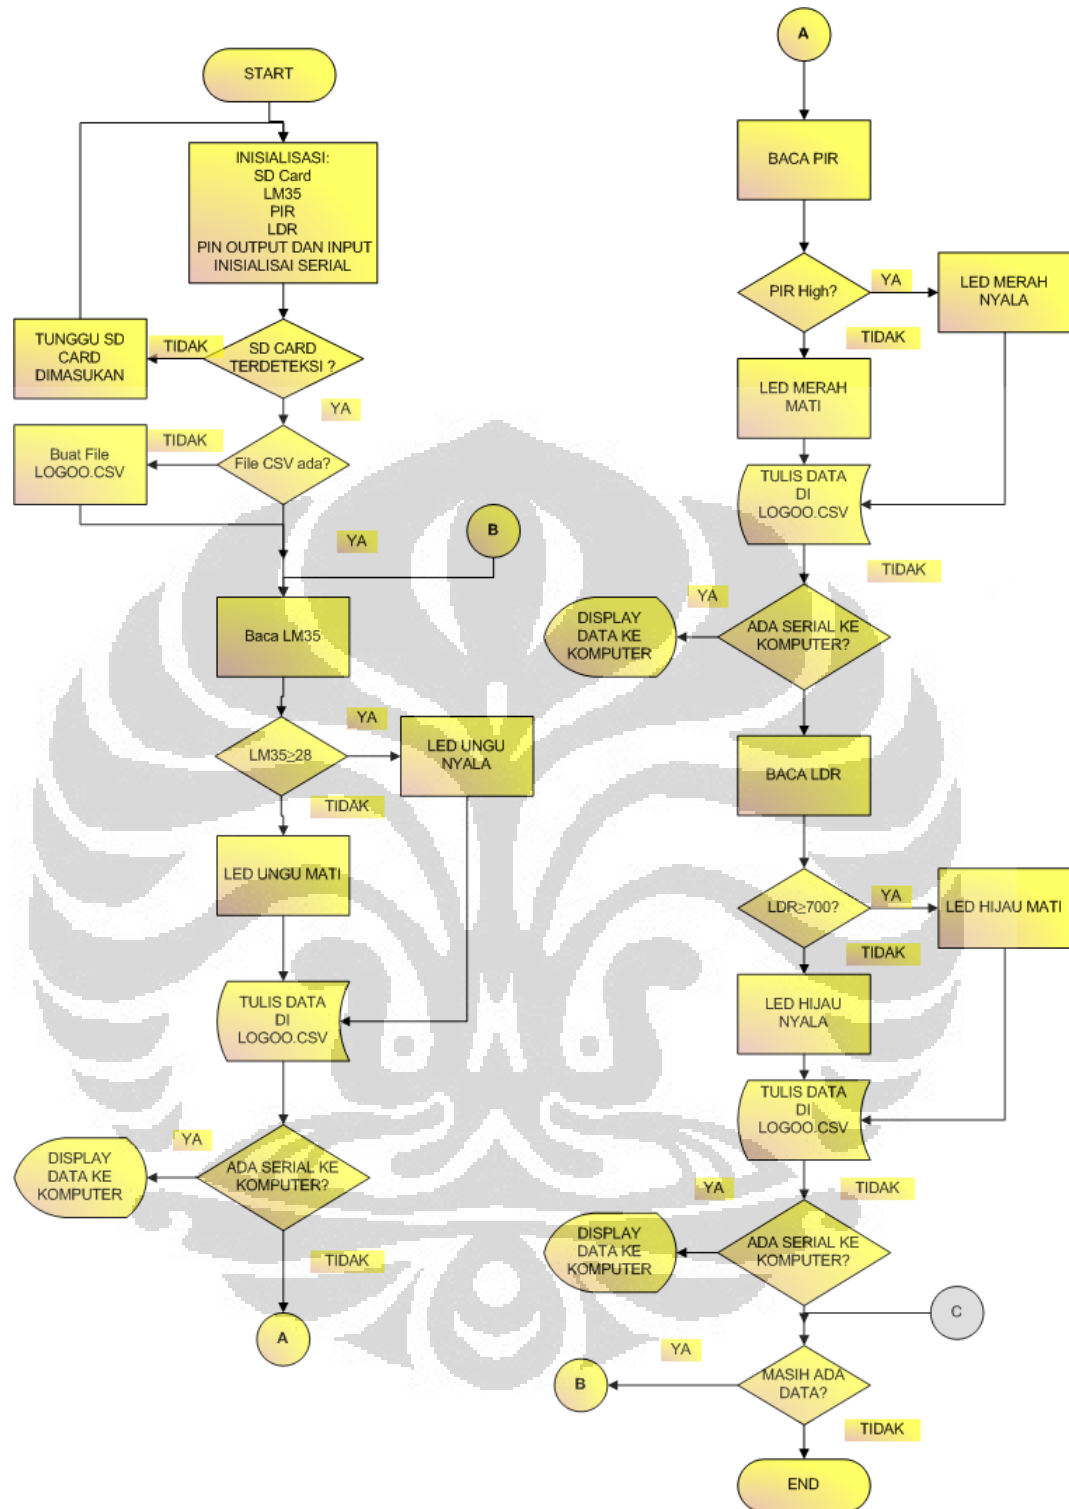 START
INISIALISASI:
SD Card
LM35
PIR
LDR
PIN OUTPUT DAN INPUT
INISIALISAI SERIAL
TUNGGU SD
CARD
DIMASUKAN
TIDAK
SD CARD
TERDETEKSI ?
YA
Buat File
LOGOO.CSV
TIDAK
File CSV ada?
YA
B
Baca LM35
LM35≥28
YA
LED UNGU
NYALA
TIDAK
LED UNGU MATI
TULIS DATA
DI
LOGOO.CSV
YA
DISPLAY
DATA KE
KOMPUTER
ADA SERIAL KE
KOMPUTER?
TIDAK
A
A
BACA PIR
PIR High?
YA
LED MERAH
NYALA
TIDAK
LED MERAH
MATI
TULIS DATA
DI
LOGOO.CSV
TIDAK
YA
DISPLAY
DATA KE
KOMPUTER
ADA SERIAL KE
KOMPUTER?
BACA LDR
LDR≥700?
YA
LED HIJAU MATI
TIDAK
LED HIJAU
NYALA
TULIS DATA
DI
LOGOO.CSV
YA
TIDAK
DISPLAY
DATA KE
KOMPUTER
ADA SERIAL KE
KOMPUTER?
C
YA
B
MASIH ADA
DATA?
TIDAK
END